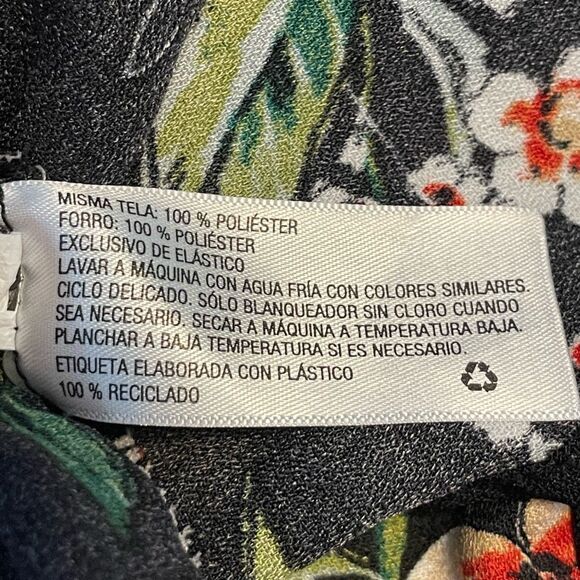 MISMA TELA: 100 % POLIÉSTER
FORRO: 100 % POLIÉSTER
EXCLUSIVO DE ELÁSTICO
LAVAR A MÁQUINA CON AGUA FRÍA CON COLORES SIMILARES.
CICLO DELICADO. SÓLO BLANQUEADOR SIN CLORO CUANDO
SEA NECESARIO. SECAR A MÁQUINA A TEMPERATURA BAJA.
PLANCHAR A BAJA TEMPERATURA SI ES NECESARIO.
ETIQUETA ELABORADA CON PLÁSTICO
100 % RECICLADO